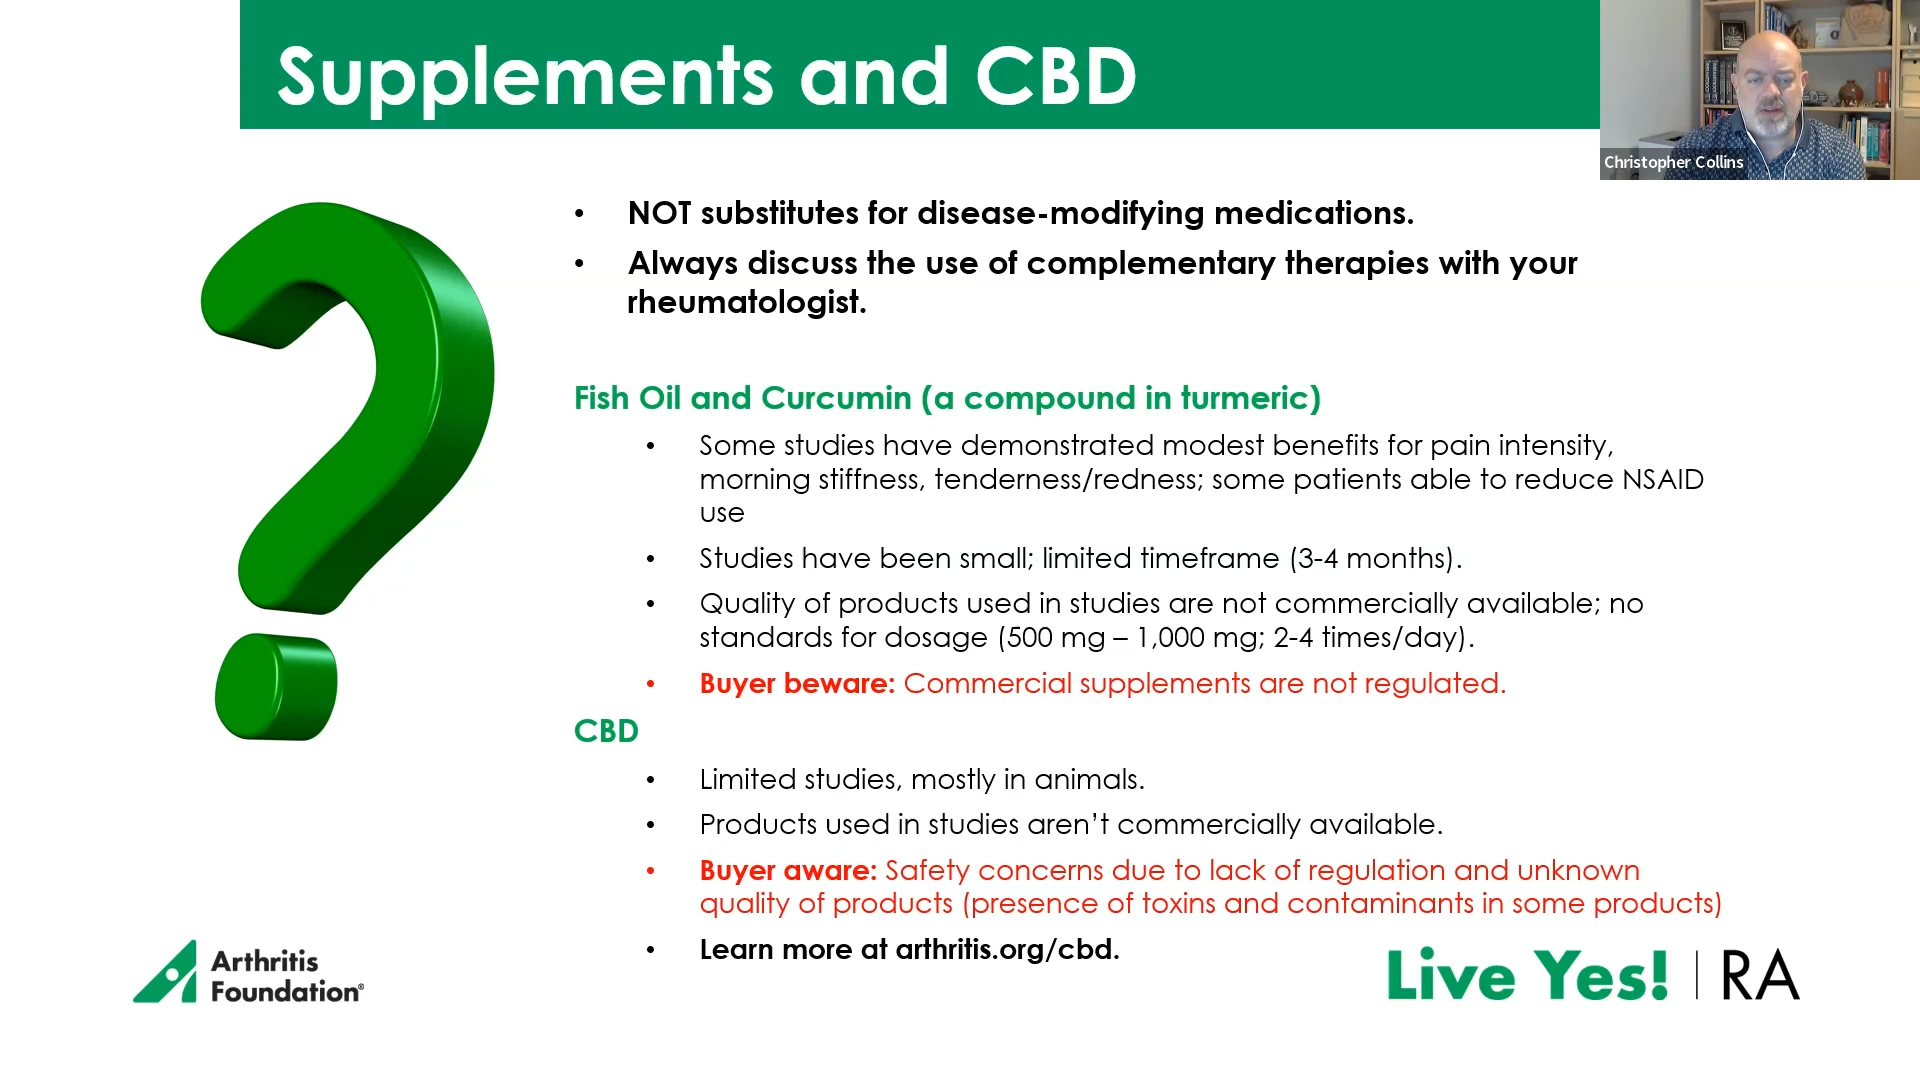 Supplements and CBD
Christopher Collins
• NOT substitutes for disease-modifying medications.
• Always discuss the use of complementary therapies with your
rheumatologist.
Fish Oil and Curcumin (a compound in turmeric)
• Some studies have demonstrated modest benefits for pain intensity,
morning stiffness, tenderness/redness; some patients able to reduce NSAID
use
• Studies have been small; limited timeframe (3-4 months).
• Quality of products used in studies are not commercially available; no
standards for dosage (500 mg – 1,000 mg; 2-4 times/day).
• Buyer beware: Commercial supplements are not regulated.
CBD
• Limited studies, mostly in animals.
• Products used in studies aren’t commercially available.
• Buyer aware: Safety concerns due to lack of regulation and unknown
quality of products (presence of toxins and contaminants in some products)
• Learn more at arthritis.org/cbd.
Arthritis
Foundation®
Live Yes! | RA